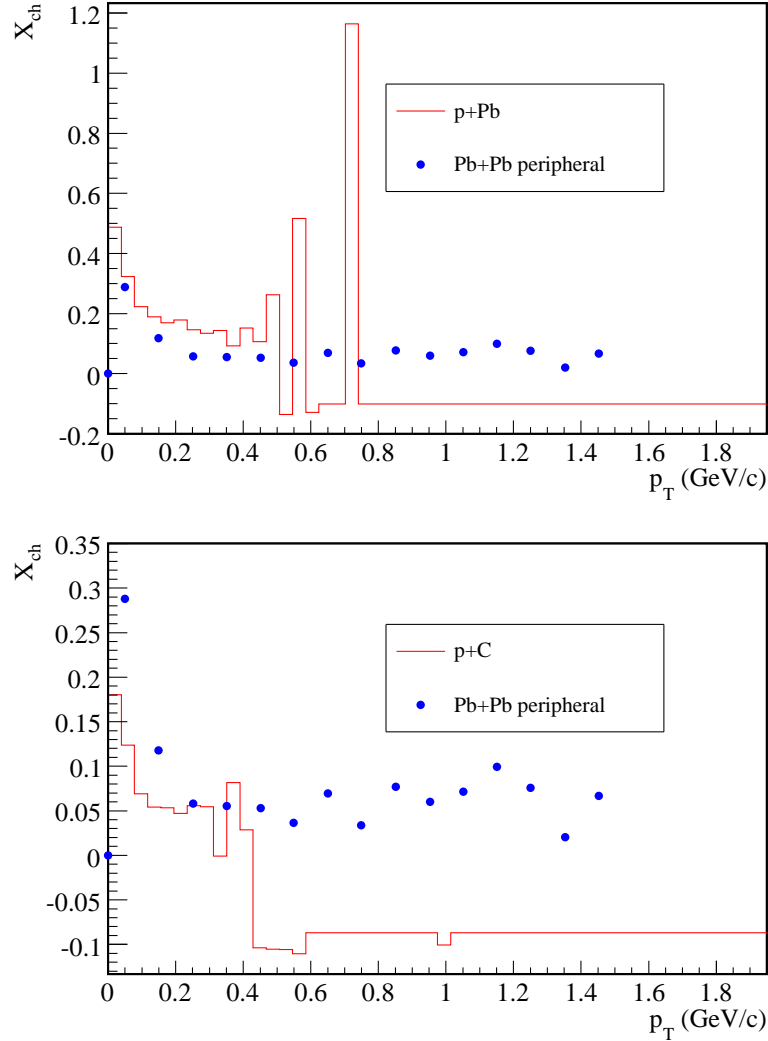 X_ch
1.2
1
0.8
0.6
0.4
0.2
0
-0.2
p+Pb
Pb+Pb peripheral
0 0.2 0.4 0.6 0.8 1 1.2 1.4 1.6 1.8
p_T (GeV/c)
X_ch
0.35
0.3
0.25
0.2
0.15
0.1
0.05
0
-0.05
-0.1
p+C
Pb+Pb peripheral
0 0.2 0.4 0.6 0.8 1 1.2 1.4 1.6 1.8
p_T (GeV/c)